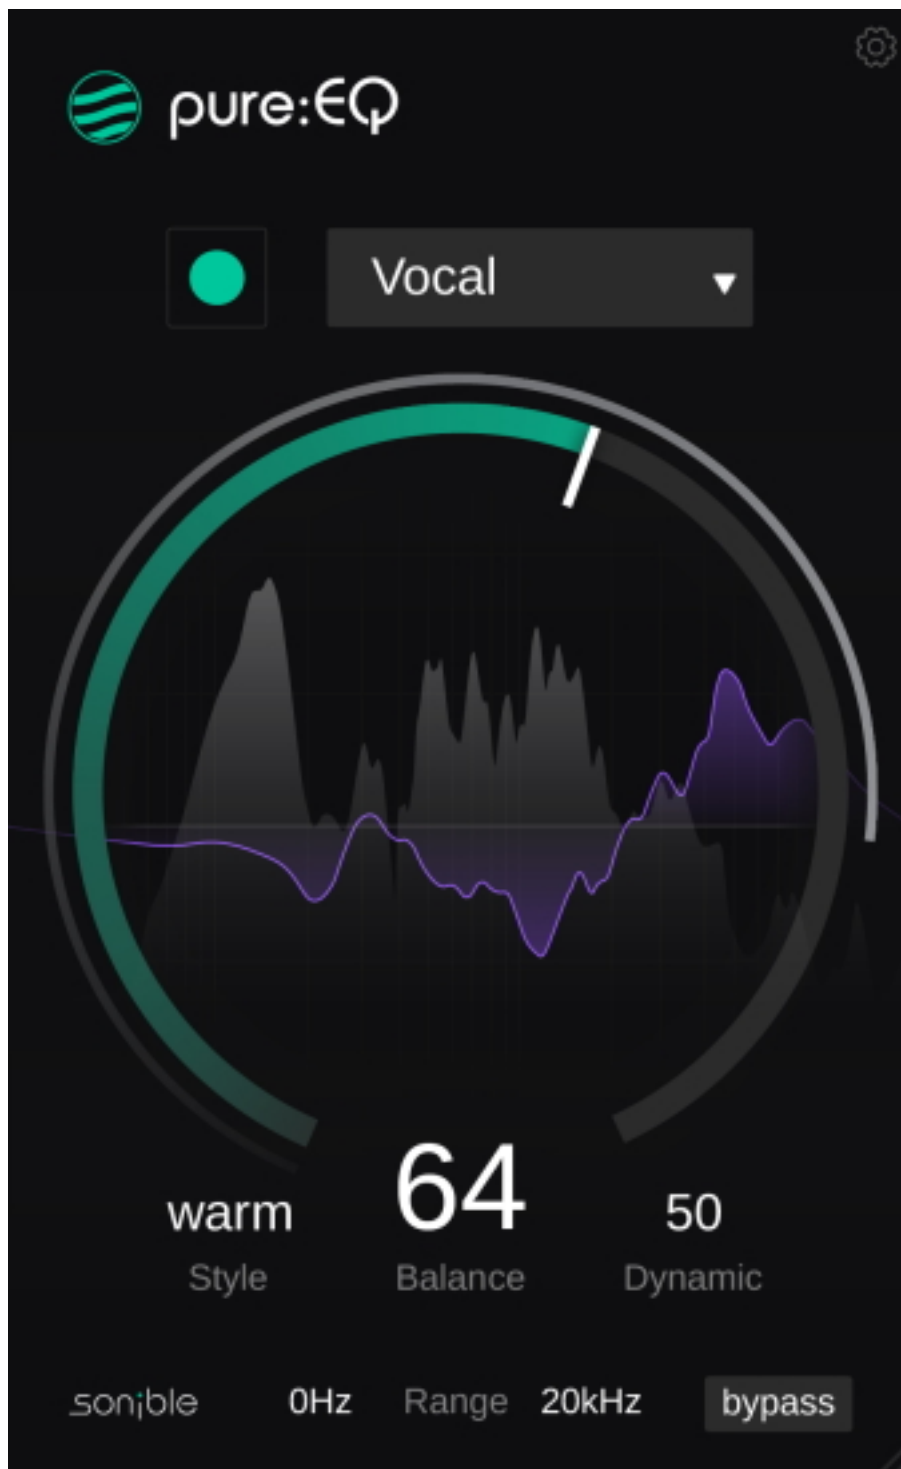 pure:EQ
Vocal
64
warm
50
Style
Balance
Dynamic
sonible
0Hz
Range
20kHz
bypass